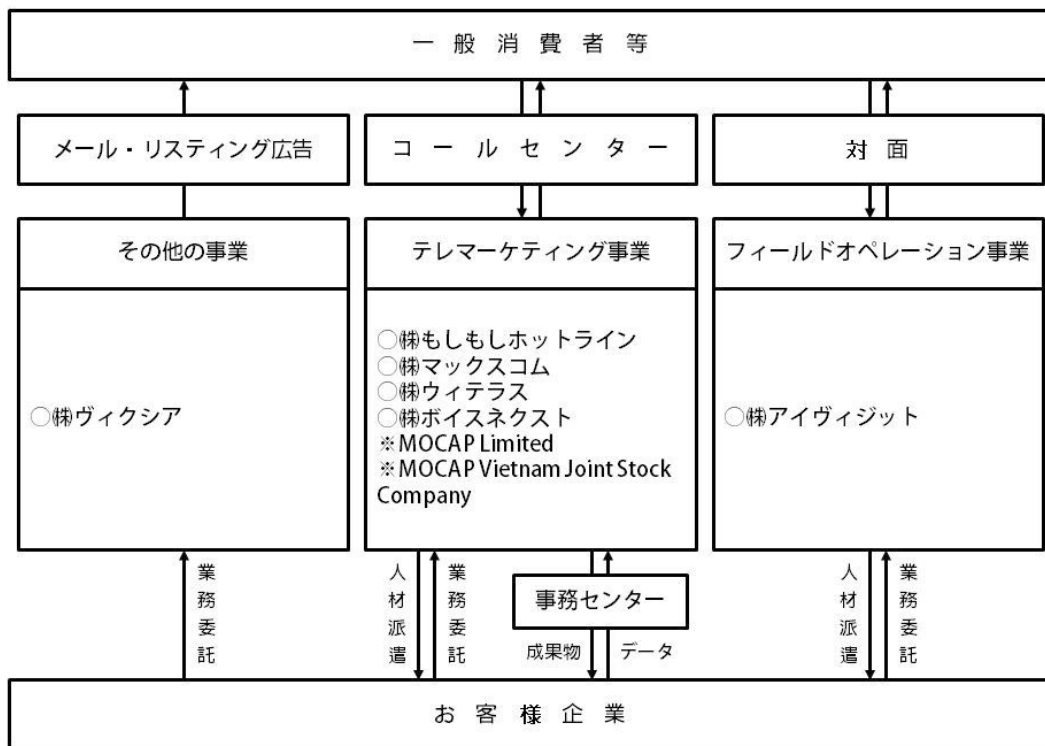 一般消費者等
メール・リスティング広告
コールセンター
対面
その他の事業
テレマーケティング事業
フィールドオペレーション事業
○㈱ヴィクシア
○㈱もしもしホットライン
○㈱マックスコム
○㈱ウィテラス
○㈱ボイスネクスト
※MOCAP Limited
※MOCAP Vietnam Joint Stock
Company
○㈱アイヴィジット
業務委託
人材派遣
業務委託
事務センター
成果物
データ
人材派遣
業務委託
お客様企業